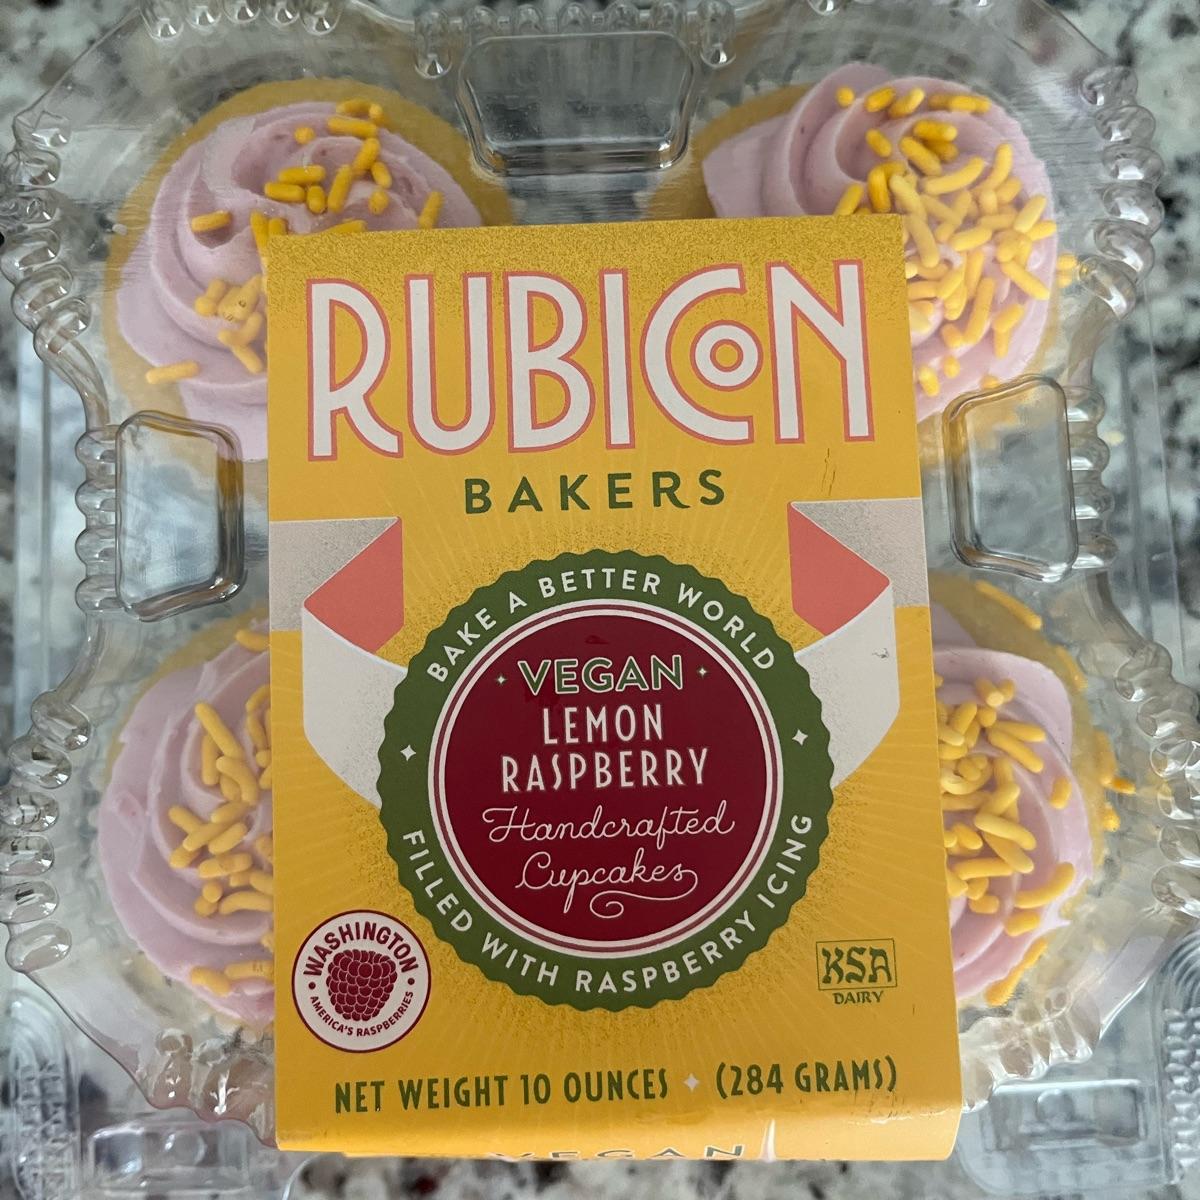 RUBICON
BAKERS
BAKE A BETTER WORLD
VEGAN
LEMON
RASPBERRY
Handcrafted
Cupcakes
FILLED WITH RASPBERRY ICING
WASHINGTON
AMERICA'S RASPBERRIES
KSA
DAIRY
NET WEIGHT 10 OUNCES (284 GRAMS)
VEGAN